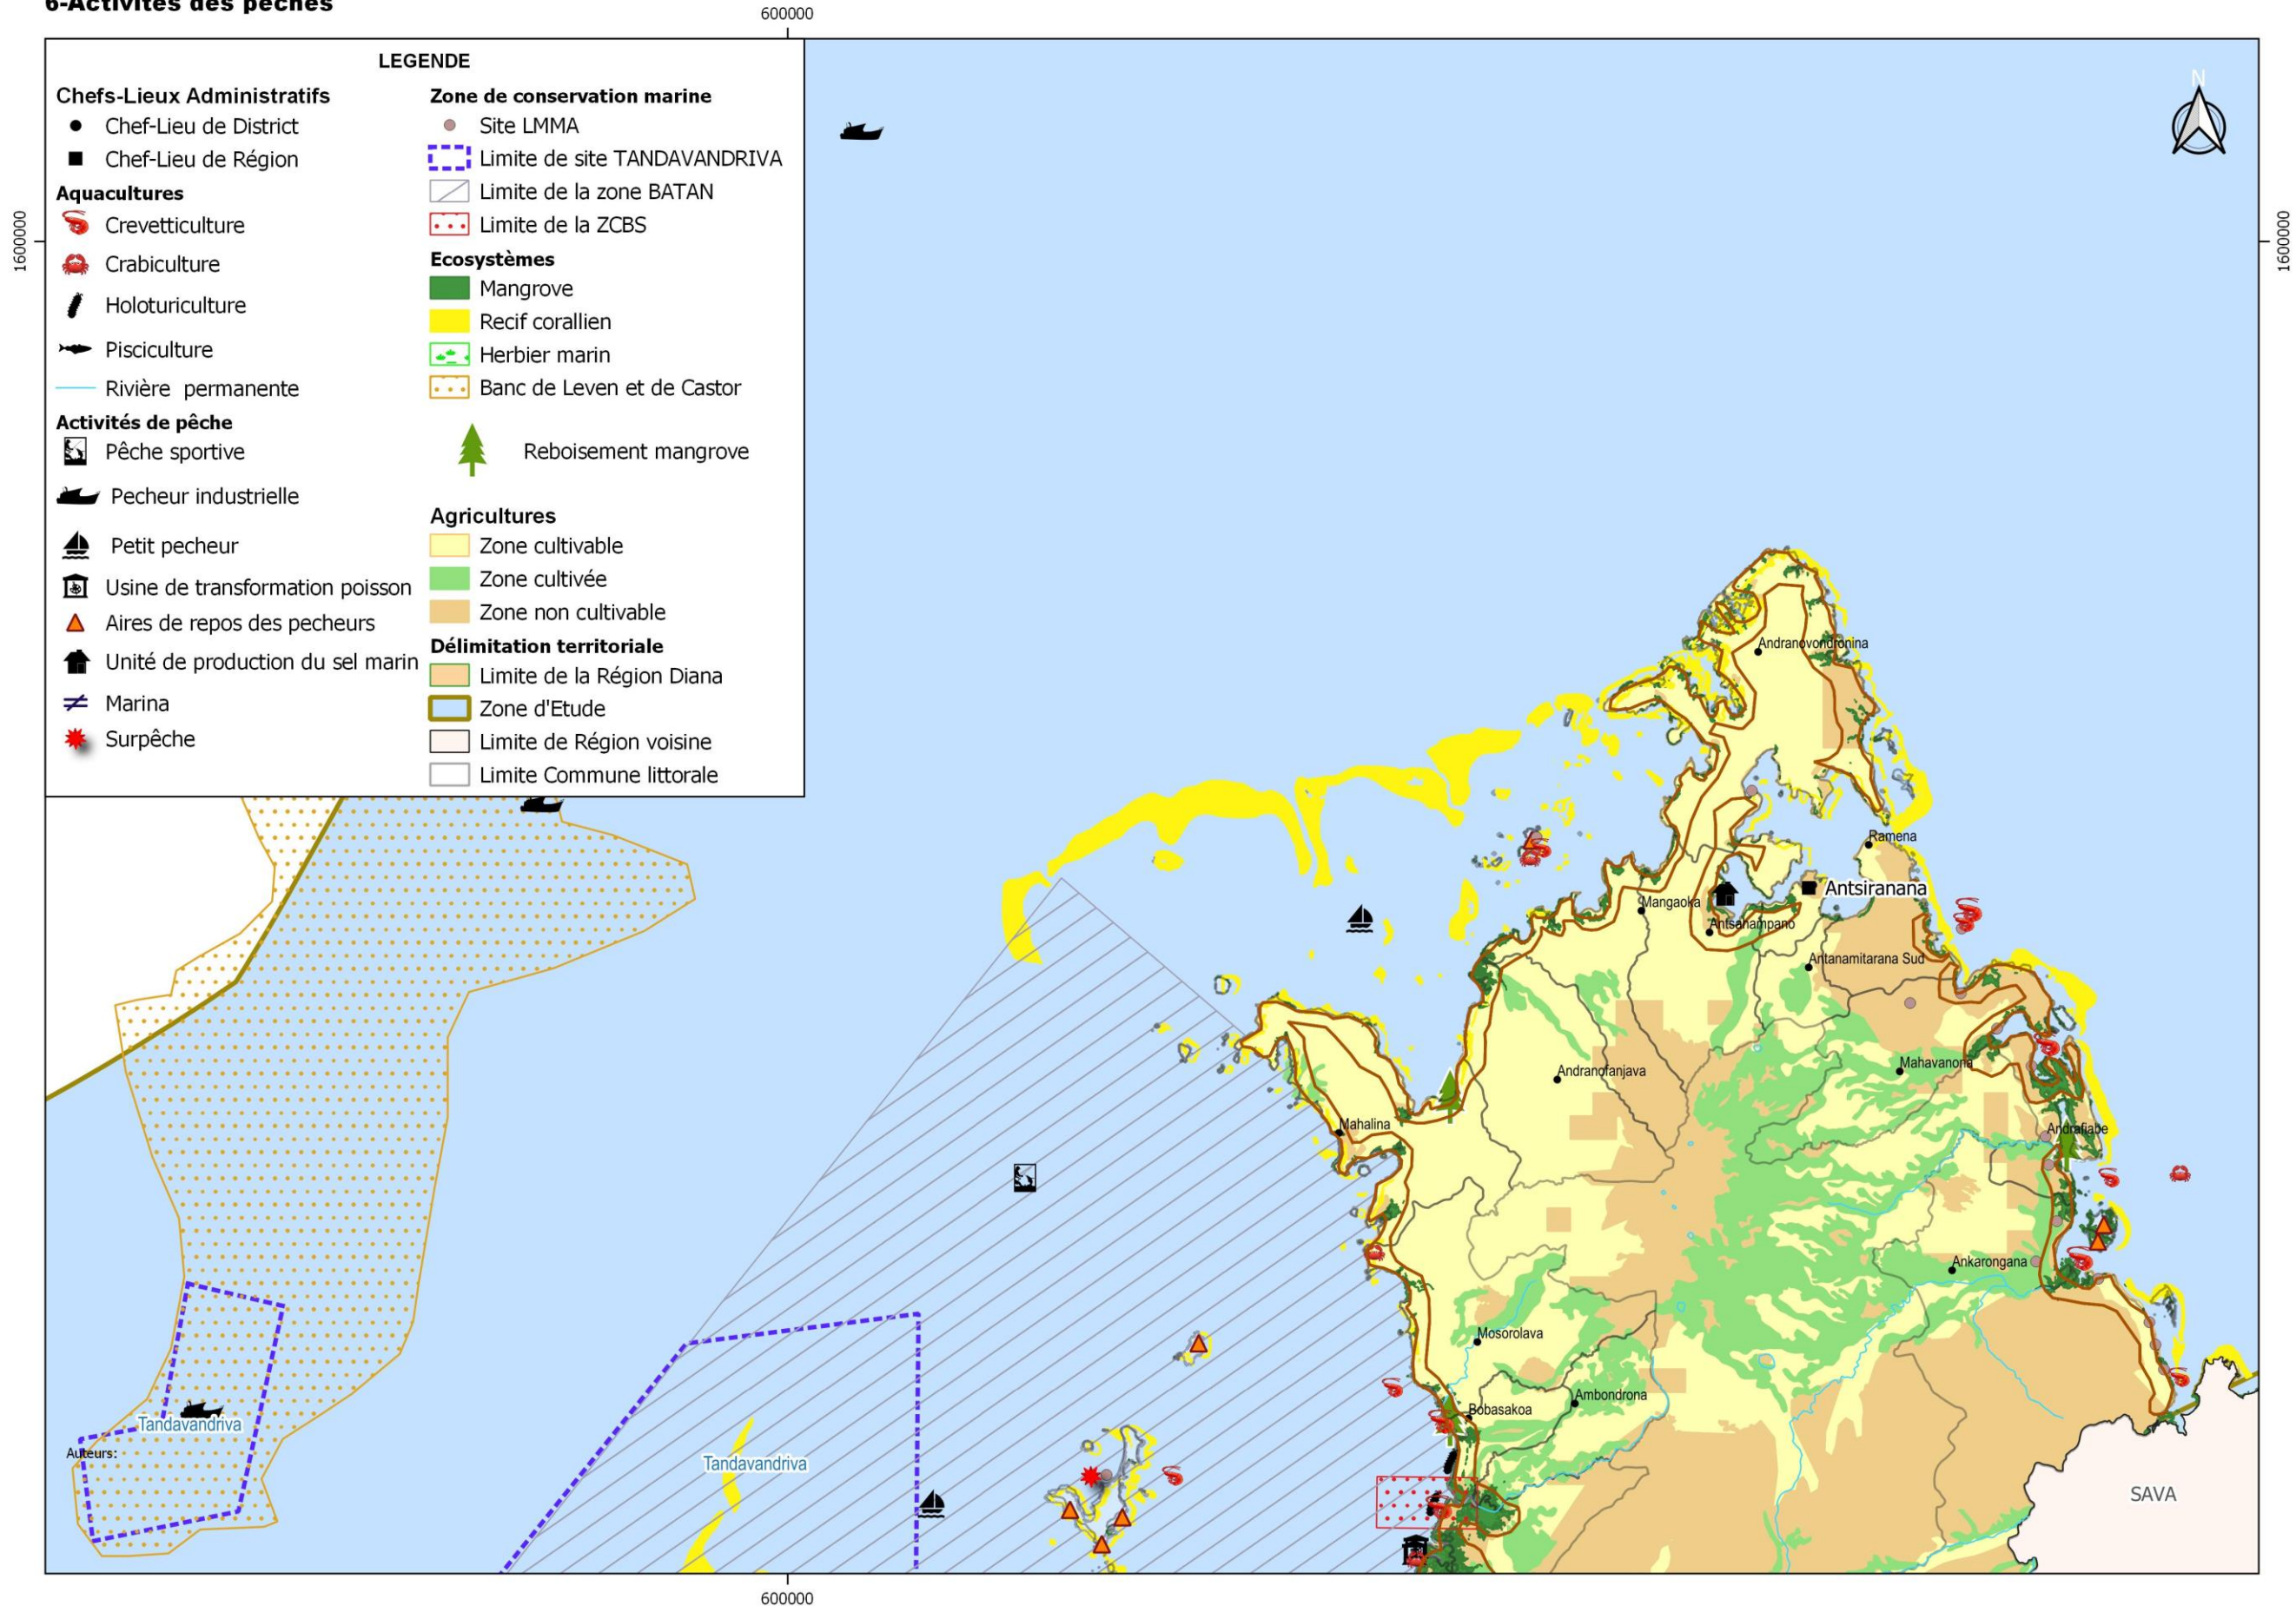 6-Activités des pêches
600000
LEGENDE
Chefs-Lieux Administratifs
Chef-Lieu de District
Chef-Lieu de Région
Aquacultures
Crevetticulture
Crabiculture
Holoturiculture
Pisciculture
Rivière permanente
Activités de pêche
Pêche sportive
Pecheur industrielle
Petit pecheur
Usine de transformation poisson
Aires de repos des pecheurs
Unité de production du sel marin
Marina
Surpêche
Zone de conservation marine
Site LMMA
Limite de site TANDAVANDRIVA
Limite de la zone BATAN
Limite de la ZCBS
Ecosystèmes
Mangrove
Recif corallien
Herbier marin
Banc de Leven et de Castor
Reboisement mangrove
Agricultures
Zone cultivable
Zone cultivée
Zone non cultivable
Délimitation territoriale
Limite de la Région Diana
Zone d'Etude
Limite de Région voisine
Limite Commune littorale
N
1600000
1600000
Andranovondronina
Ramena
Antsiranana
Mangaoka
Antsahampano
Antanamitarana Sud
Mahavanona
Andranofanjava
Mahalina
Andrafiabe
Ankarongana
Mosorolava
Ambondrona
Bobasakoa
Tandavandriva
Auteurs:
Tandavandriva
SAVA
600000